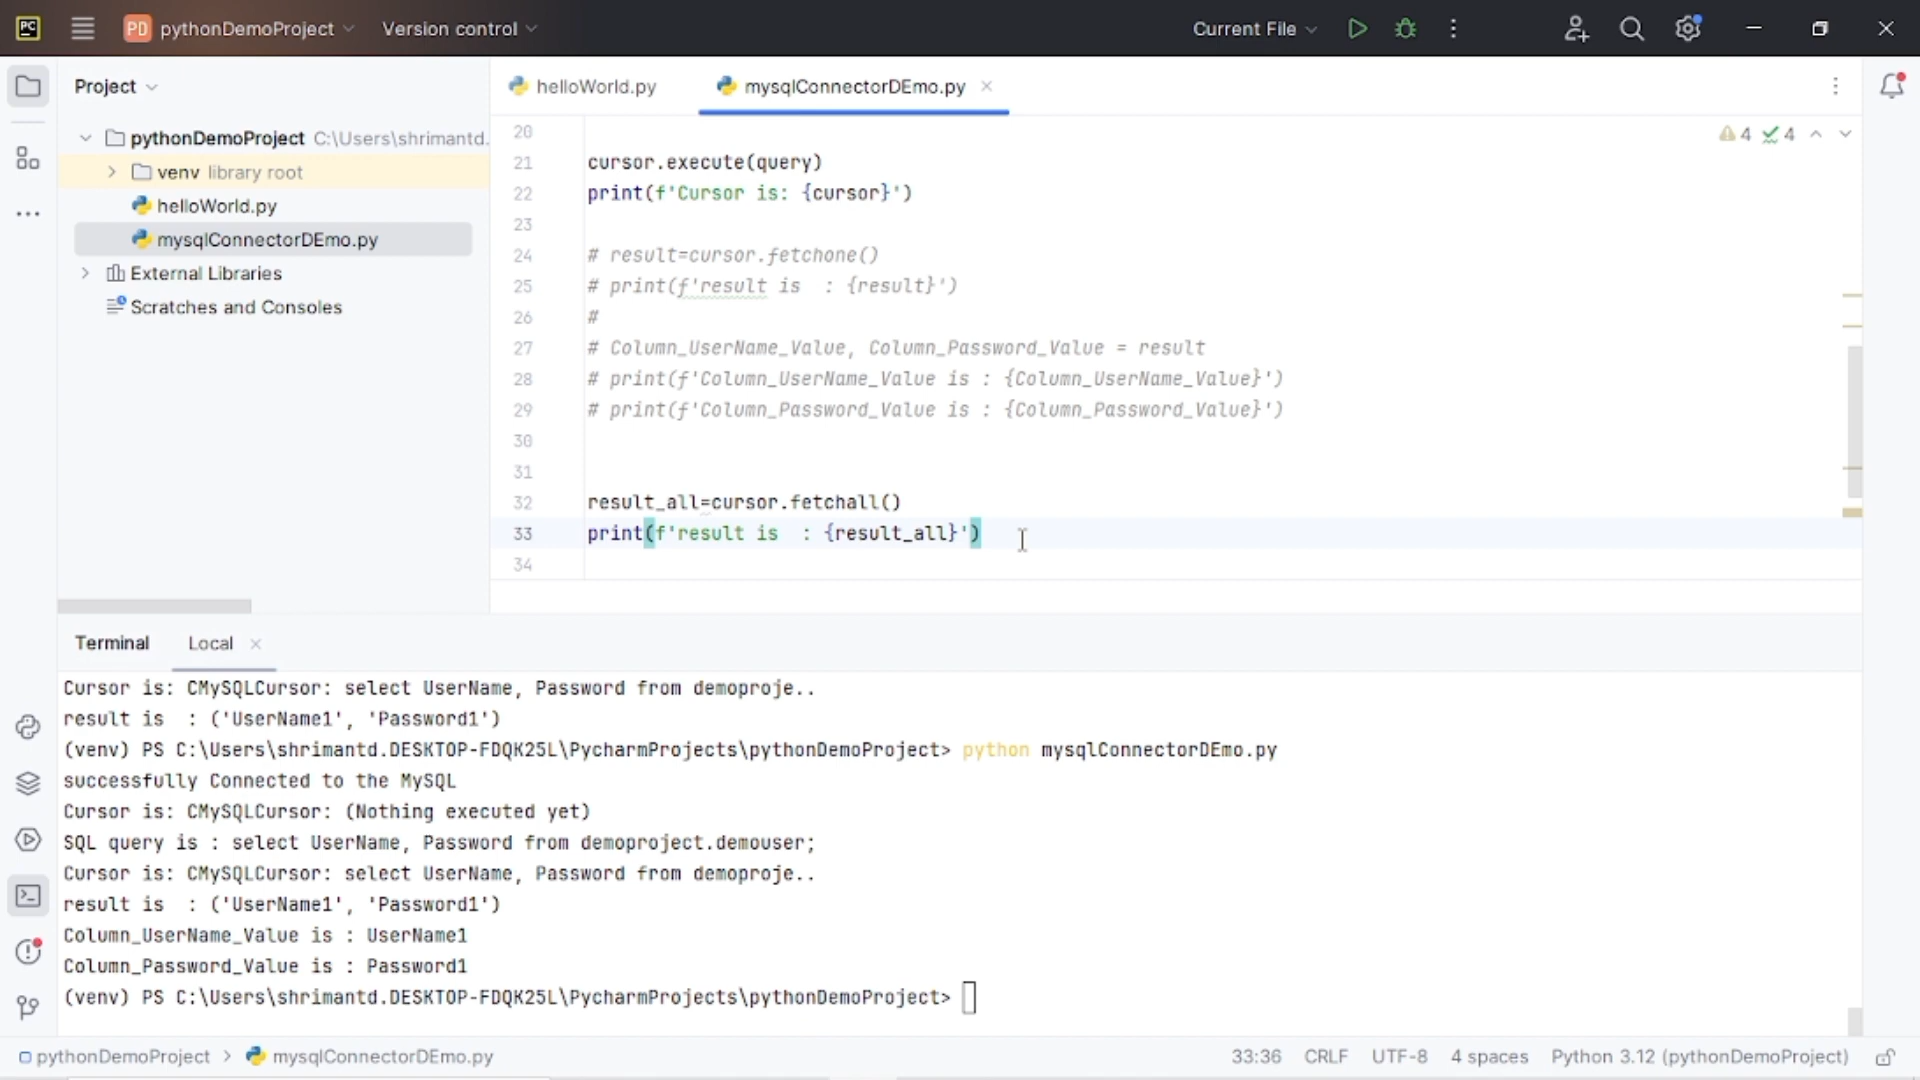 PC
PD pythonDemoProject
Version control
Current File
Project
helloWorld.py
mysqlConnectorDEmo.py
pythonDemoProject C:\Users\shrimantd.
venv library root
helloWorld.py
mysqlConnectorDEmo.py
External Libraries
Scratches and Consoles
4 4
20
21 cursor.execute(query)
22 print(f'Cursor is: {cursor}')
23
24 # result=cursor.fetchone()
25 # print(f'result is  : {result}')
26 #
27 # Column_UserName_Value, Column_Password_Value = result
28 # print(f'Column_UserName_Value is : {Column_UserName_Value}')
29 # print(f'Column_Password_Value is : {Column_Password_Value}')
30
31
32 result_all=cursor.fetchall()
33 print(f'result is  : {result_all}')
34
Terminal Local
Cursor is: CMySQLCursor: select UserName, Password from demoproje..
result is  : ('UserName1', 'Password1')
(venv) PS C:\Users\shrimantd.DESKTOP-FDQK25L\PycharmProjects\pythonDemoProject> python mysqlConnectorDEmo.py
successfully Connected to the MySQL
Cursor is: CMySQLCursor: (Nothing executed yet)
SQL query is : select UserName, Password from demoproject.demouser;
Cursor is: CMySQLCursor: select UserName, Password from demoproje..
result is  : ('UserName1', 'Password1')
Column_UserName_Value is : UserName1
Column_Password_Value is : Password1
(venv) PS C:\Users\shrimantd.DESKTOP-FDQK25L\PycharmProjects\pythonDemoProject>
pythonDemoProject > mysqlConnectorDEmo.py
33:36 CRLF UTF-8 4 spaces Python 3.12 (pythonDemoProject)